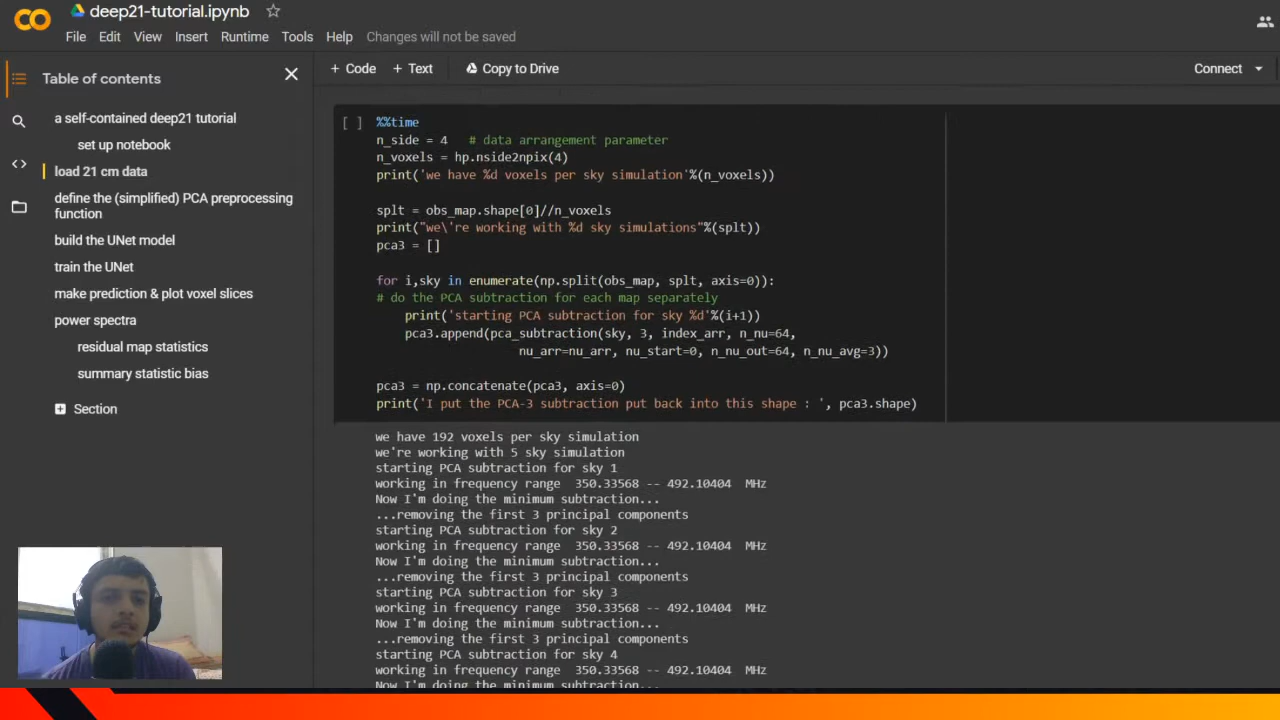 CO
deep21-tutorial.ipynb
File Edit View Insert Runtime Tools Help Changes will not be saved
Table of contents
a self-contained deep21 tutorial
set up notebook
load 21 cm data
define the (simplified) PCA preprocessing
function
build the UNet model
train the UNet
make prediction & plot voxel slices
power spectra
residual map statistics
summary statistic bias
Section
+ Code + Text Copy to Drive Connect
[ ] %%time
n_side = 4 # data arrangement parameter
n_voxels = hp.nside2npix(4)
print('we have %d voxels per sky simulation'%(n_voxels))
splt = obs_map.shape[0]//n_voxels
print("we\'re working with %d sky simulations"%(splt))
pca3 = []
for i,sky in enumerate(np.split(obs_map, splt, axis=0)):
# do the PCA subtraction for each map separately
print('starting PCA subtraction for sky %d'%(i+1))
pca3.append(pca_subtraction(sky, 3, index_arr, n_nu=64,
nu_arr=nu_arr, nu_start=0, n_nu_out=64, n_nu_avg=3))
pca3 = np.concatenate(pca3, axis=0)
print('I put the PCA-3 subtraction put back into this shape : ', pca3.shape)
we have 192 voxels per sky simulation
we're working with 5 sky simulation
starting PCA subtraction for sky 1
working in frequency range 350.33568 -- 492.10404 MHz
Now I'm doing the minimum subtraction...
...removing the first 3 principal components
starting PCA subtraction for sky 2
working in frequency range 350.33568 -- 492.10404 MHz
Now I'm doing the minimum subtraction...
...removing the first 3 principal components
starting PCA subtraction for sky 3
working in frequency range 350.33568 -- 492.10404 MHz
Now I'm doing the minimum subtraction...
...removing the first 3 principal components
starting PCA subtraction for sky 4
working in frequency range 350.33568 -- 492.10404 MHz
Now I'm doing the minimum subtraction...